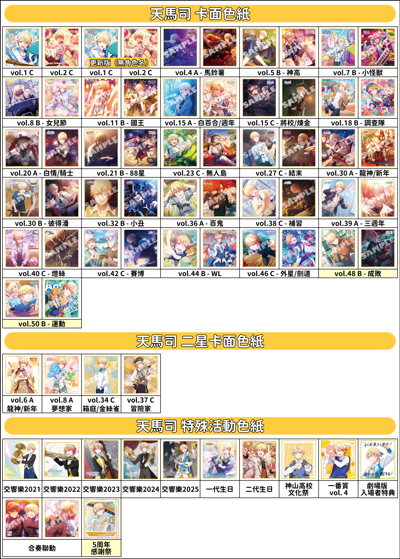 天馬司 卡面色紙
更新版 (無角色名)
vol.1 C vol.2 C vol.1 C vol.2 C vol.4 A - 馬鈴薯 vol.5 B - 神高 vol.7 B - 小怪獸
vol.8 B - 女兒節 vol.11 B - 國王 vol.15 A - 白百合/週年 vol.15 C - 將校/煉金 vol.18 B - 調查隊
vol.20 A - 白情/騎士 vol.21 B - 88星 vol.23 C - 無人島 vol.27 C - 結末 vol.30 A - 龍神/新年
vol.30 B - 彼得潘 vol.32 B - 小丑 vol.36 A - 百鬼 vol.38 C - 補習 vol.39 A - 三週年
vol.40 C - 燈絲 vol.42 C - 賽博 vol.44 B - WL vol.46 C - 外星/劍道 vol.48 B - 成敗
vol.50 B - 運動
天馬司 二星卡面色紙
vol.6 A vol.8 A vol.34 C vol.37 C
龍神/新年 夢想家 箱庭/金絲雀 冒險家
天馬司 特殊活動色紙
交響樂2021 交響樂2022 交響樂2023 交響樂2024 交響樂2025 一代生日 二代生日 神山高校 一番賞 劇場版
文化祭 vol. 4 入場者特典
合奏聯動 5周年
感謝祭